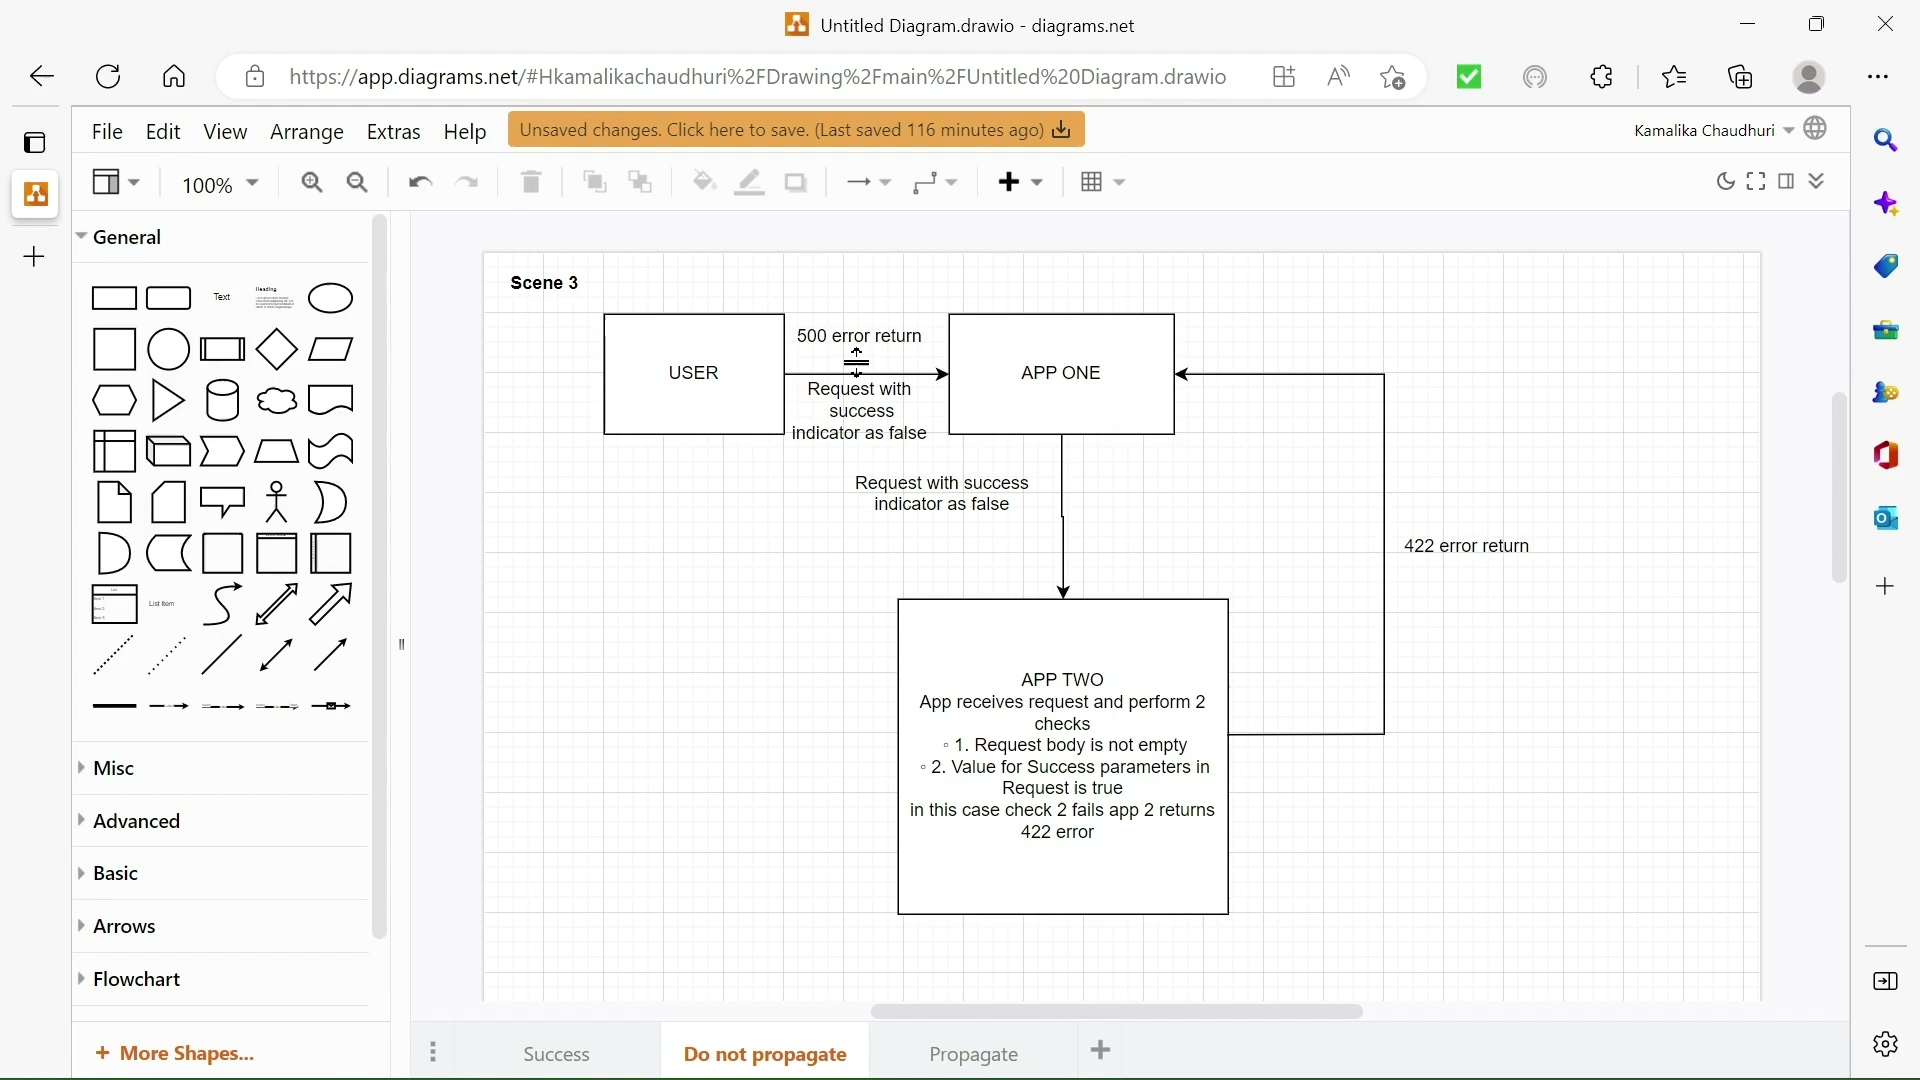 Untitled Diagram.drawio - diagrams.net
https://app.diagrams.net/#Hkamalikachaudhuri%2FDrawing%2Fmain%2FUntitled%20Diagram.drawio
File Edit View Arrange Extras Help
Unsaved changes. Click here to save. (Last saved 116 minutes ago)
Kamalika Chaudhuri
100%
General
Text
Heading
List Item
Misc
Advanced
Basic
Arrows
Flowchart
+ More Shapes...
Scene 3
USER
500 error return
Request with
success
indicator as false
APP ONE
Request with success
indicator as false
422 error return
APP TWO
App receives request and perform 2
checks
◦ 1. Request body is not empty
◦ 2. Value for Success parameters in
Request is true
in this case check 2 fails app 2 returns
422 error
Success
Do not propagate
Propagate